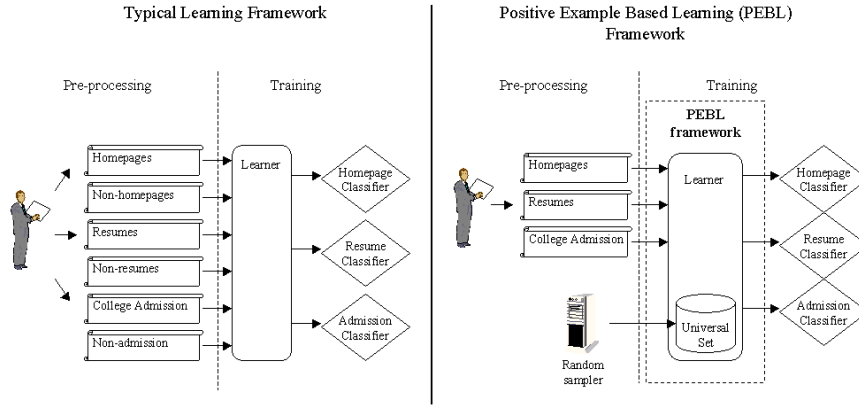 Typical Learning Framework
Pre-processing
Training
Homepages
Non-homepages
Resumes
Non-resumes
College Admission
Non-admission
Learner
Homepage
Classifier
Resume
Classifier
Admission
Classifier
Positive Example Based Learning (PEBL)
Framework
Pre-processing
Training
PEBL
framework
Homepages
Resumes
College Admission
Random
sampler
Learner
Universal
Set
Homepage
Classifier
Resume
Classifier
Admission
Classifier